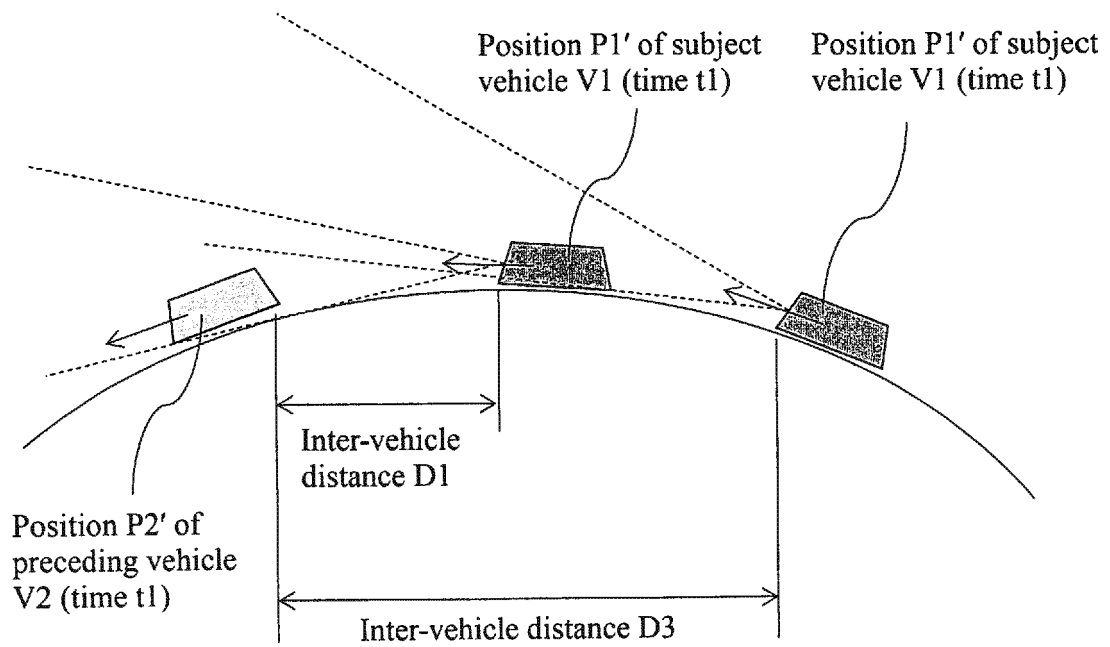 Position P1′ of subject
vehicle V1 (time t1)
Position P1′ of subject
vehicle V1 (time t1)
Inter-vehicle
distance D1
Position P2′ of
preceding vehicle
V2 (time t1)
Inter-vehicle distance D3